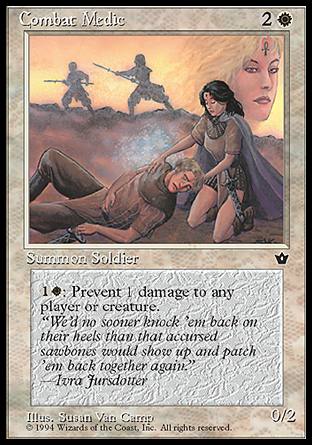 Combat Medic 2
Summon Soldier
1: Prevent 1 damage to any
player or creature.
"We'd no sooner knock 'em back on
their heels than that accursed
sawbones would show up and patch
'em back together again."
—Ivra Jursdotter
Illus. Susan Van Camp 0/2
© 1994 Wizards of the Coast, Inc. All rights reserved.